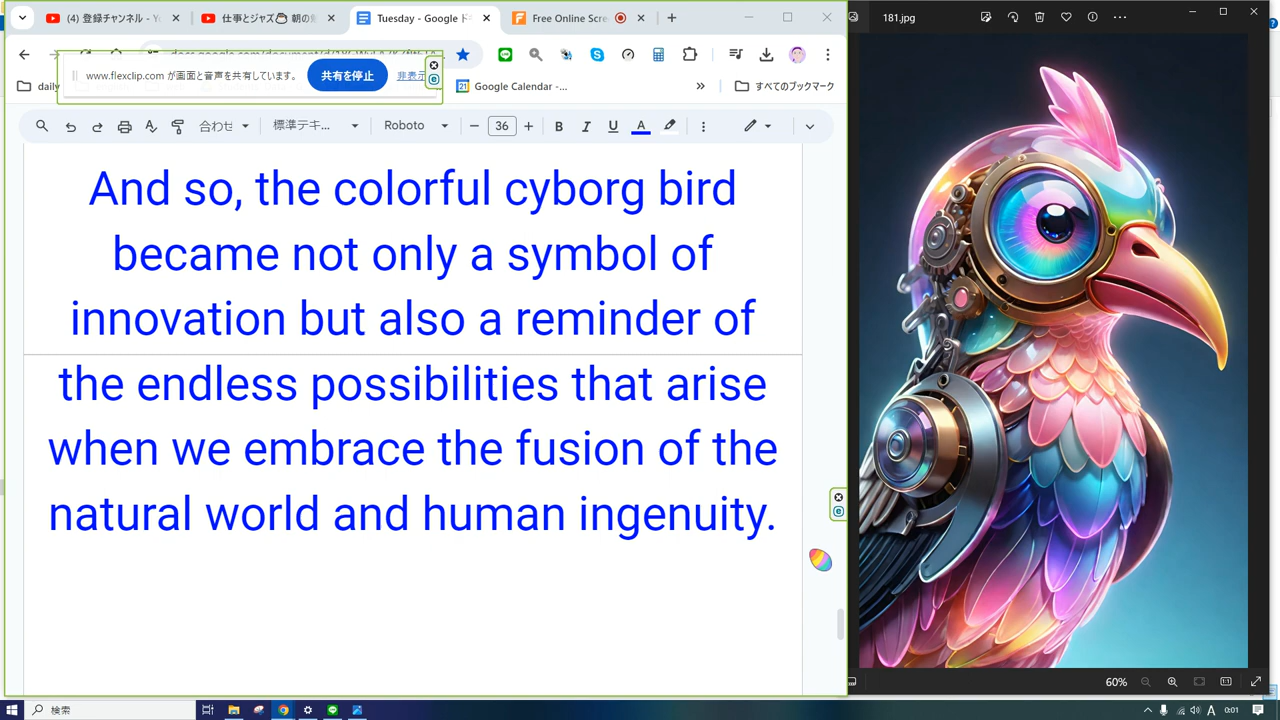 (4) 登録チャンネル - Yo
仕事とジャズ
Tuesday - Google ド
Free Online Scre
181.jpg
www.flexclip.com が画面と音声を共有しています。
共有を停止
非表示
daily
Google Calendar -...
すべてのブックマーク
合わせ
標準テキ...
Roboto
36
And so, the colorful cyborg bird
became not only a symbol of
innovation but also a reminder of
the endless possibilities that arise
when we embrace the fusion of the
natural world and human ingenuity.
60%
検索
A
0:01